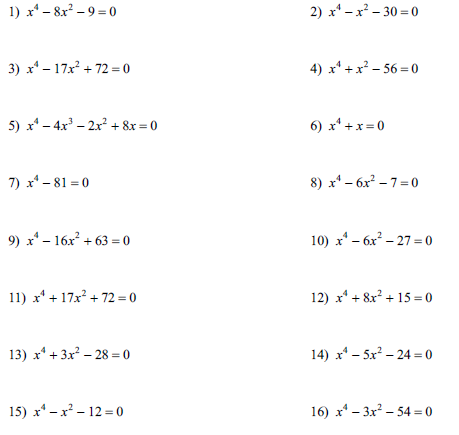 1) x⁴ – 8x² – 9 = 0 2) x⁴ – x² – 30 = 0
3) x⁴ – 17x² + 72 = 0 4) x⁴ + x² – 56 = 0
5) x⁴ – 4x³ – 2x² + 8x = 0 6) x⁴ + x = 0
7) x⁴ – 81 = 0 8) x⁴ – 6x² – 7 = 0
9) x⁴ – 16x² + 63 = 0 10) x⁴ – 6x² – 27 = 0
11) x⁴ + 17x² + 72 = 0 12) x⁴ + 8x² + 15 = 0
13) x⁴ + 3x² – 28 = 0 14) x⁴ – 5x² – 24 = 0
15) x⁴ – x² – 12 = 0 16) x⁴ – 3x² – 54 = 0